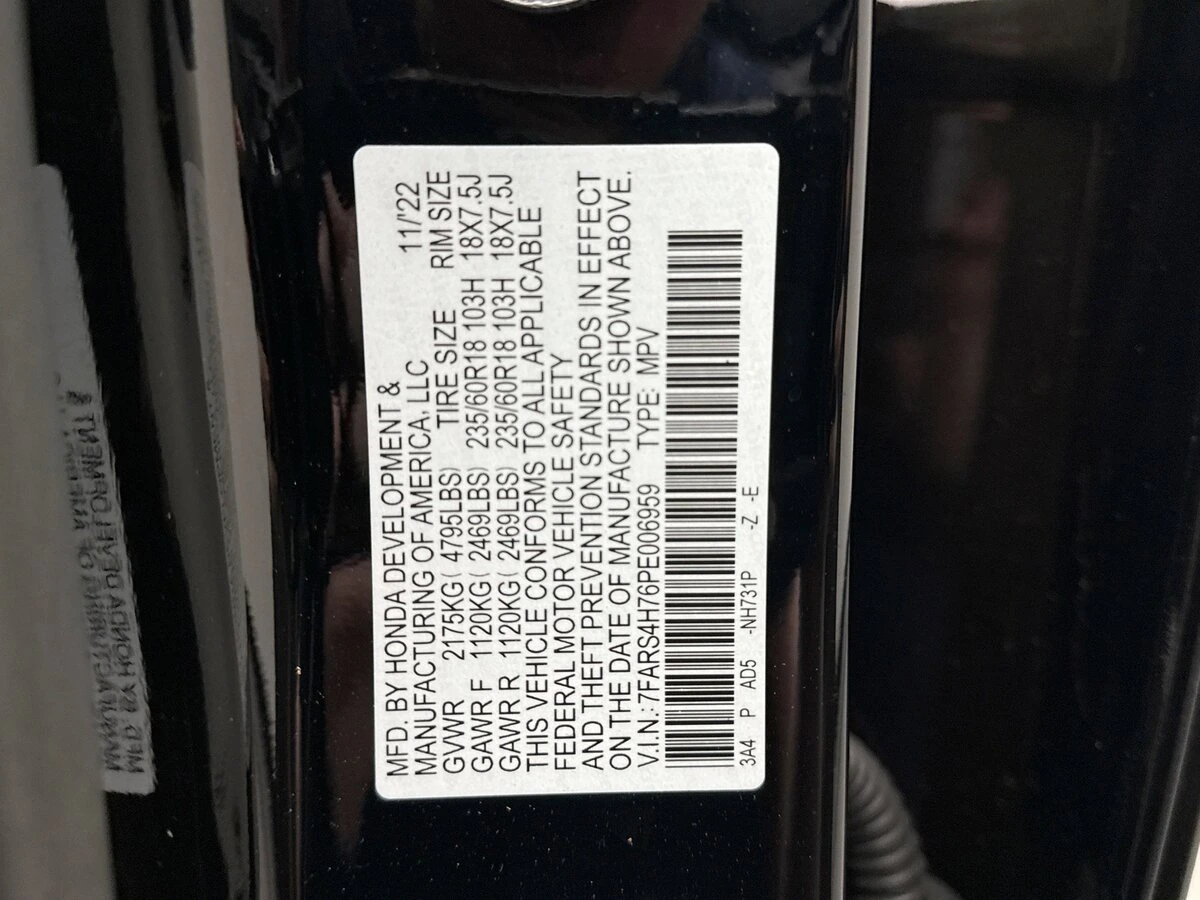 MFD. BY HONDA DEVELOPMENT &
MANUFACTURING OF AMERICA, LLC 11/'22
GVWR 2175KG( 4795LBS) TIRE SIZE RIM SIZE
GAWR F 1120KG( 2469LBS) 235/60R18 103H 18X7.5J
GAWR R 1120KG( 2469LBS) 235/60R18 103H 18X7.5J
THIS VEHICLE CONFORMS TO ALL APPLICABLE
FEDERAL MOTOR VEHICLE SAFETY
AND THEFT PREVENTION STANDARDS IN EFFECT
ON THE DATE OF MANUFACTURE SHOWN ABOVE.
V.I.N.:7FARS4H76PE006959 TYPE: MPV
3A4 P AD5 -NH731P -Z -E